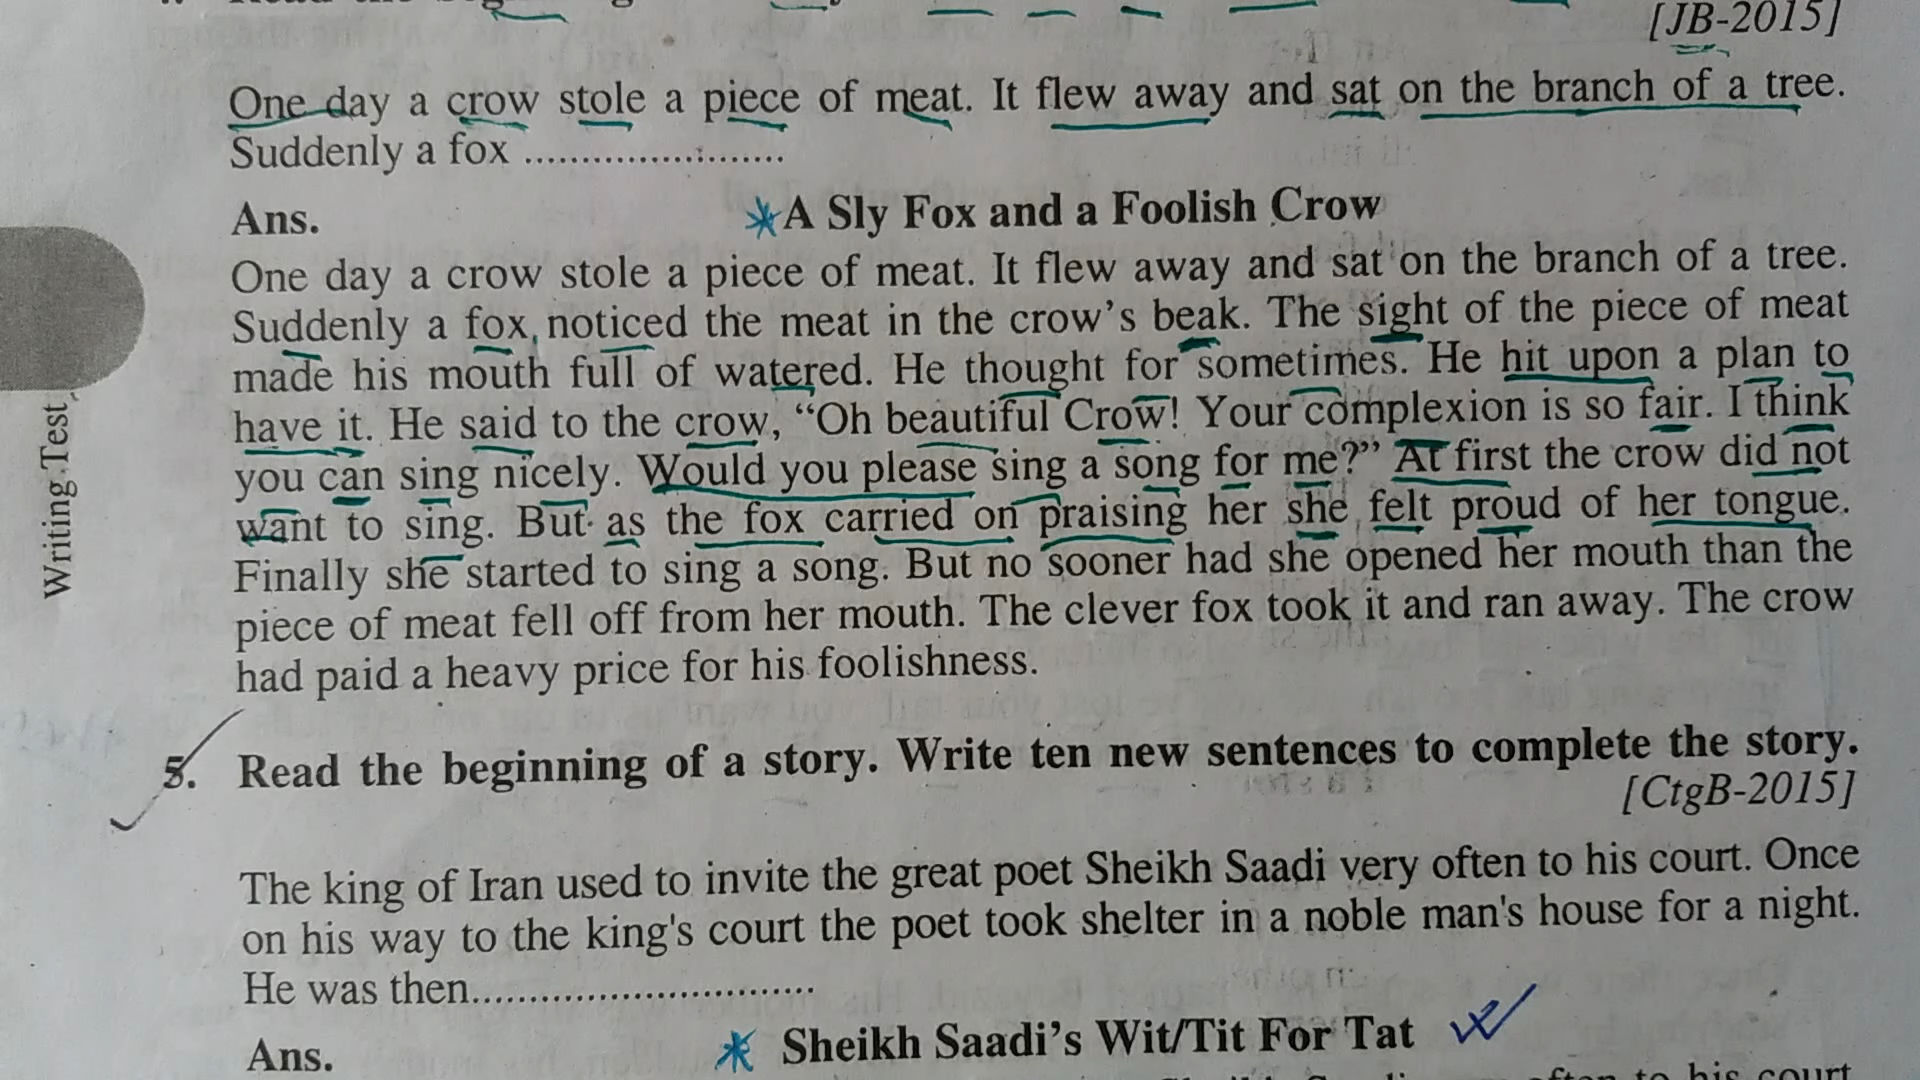 [JB-2015]
One day a crow stole a piece of meat. It flew away and sat on the branch of a tree.
Suddenly a fox ..........................
Ans. *A Sly Fox and a Foolish Crow
One day a crow stole a piece of meat. It flew away and sat on the branch of a tree.
Suddenly a fox noticed the meat in the crow's beak. The sight of the piece of meat
made his mouth full of watered. He thought for sometimes. He hit upon a plan to
have it. He said to the crow, “Oh beautiful Crow! Your complexion is so fair. I think
you can sing nicely. Would you please sing a song for me?” At first the crow did not
want to sing. But as the fox carried on praising her she felt proud of her tongue.
Finally she started to sing a song. But no sooner had she opened her mouth than the
piece of meat fell off from her mouth. The clever fox took it and ran away. The crow
had paid a heavy price for his foolishness.
Writing Test
5. Read the beginning of a story. Write ten new sentences to complete the story.
[CtgB-2015]
The king of Iran used to invite the great poet Sheikh Saadi very often to his court. Once
on his way to the king's court the poet took shelter in a noble man's house for a night.
He was then..............................
Ans. * Sheikh Saadi's Wit/Tit For Tat
often to his court